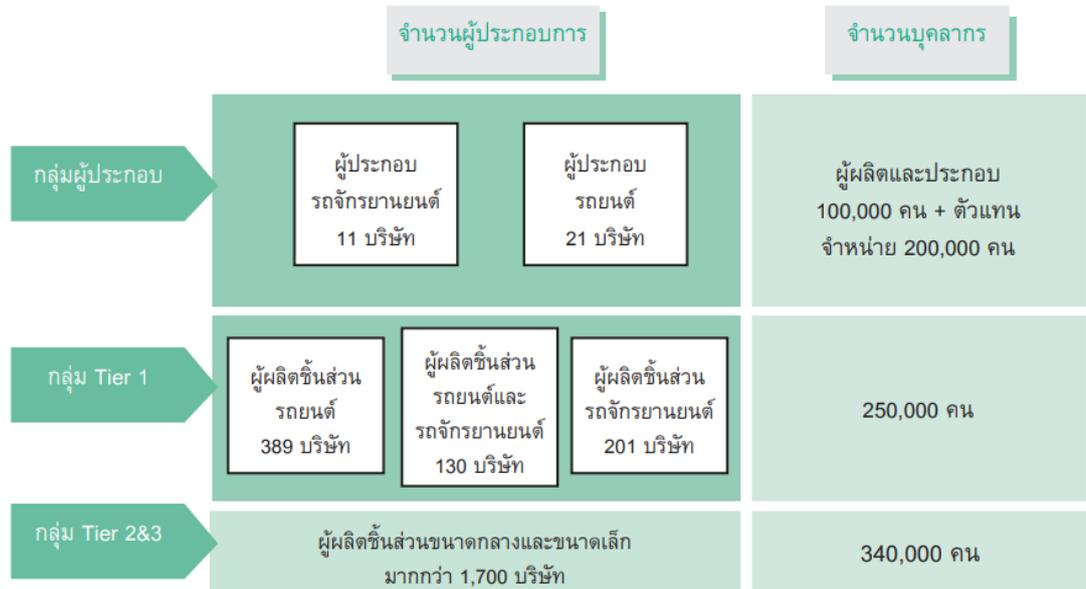 จำนวนผู้ประกอบการ
จำนวนบุคลากร
กลุ่มผู้ประกอบ
ผู้ประกอบ
รถจักรยานยนต์
11 บริษัท
ผู้ประกอบ
รถยนต์
21 บริษัท
ผู้ผลิตและประกอบ
100,000 คน + ตัวแทน
จำหน่าย 200,000 คน
กลุ่ม Tier 1
ผู้ผลิตชิ้นส่วน
รถยนต์
389 บริษัท
ผู้ผลิตชิ้นส่วน
รถยนต์และ
รถจักรยานยนต์
130 บริษัท
ผู้ผลิตชิ้นส่วน
รถจักรยานยนต์
201 บริษัท
250,000 คน
กลุ่ม Tier 2&3
ผู้ผลิตชิ้นส่วนขนาดกลางและขนาดเล็ก
มากกว่า 1,700 บริษัท
340,000 คน